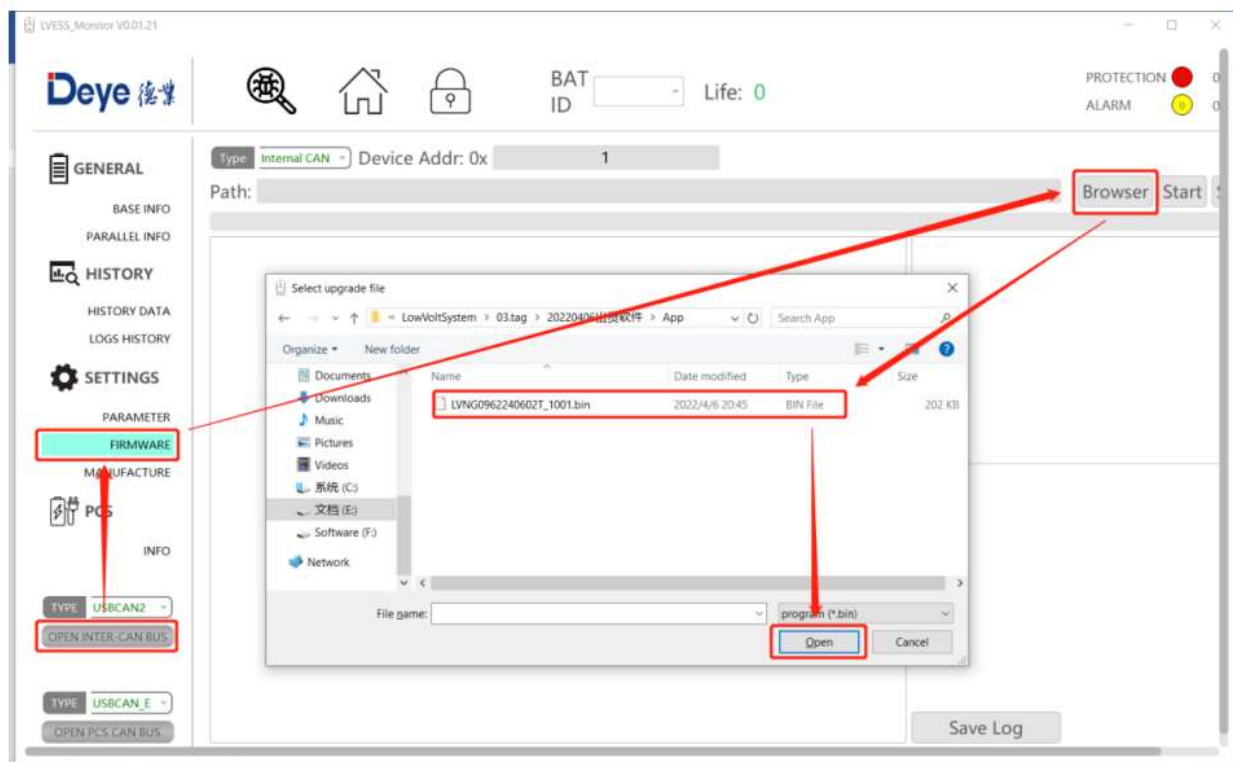 LVESS_Monitor V0.01.21
Deye 德業
BAT ID
Life: 0
PROTECTION 0
ALARM 0 0
GENERAL
BASE INFO
PARALLEL INFO
HISTORY
HISTORY DATA
LOGS HISTORY
SETTINGS
PARAMETER
FIRMWARE
MANUFACTURE
PCS
INFO
TYPE USBCAN2
OPEN INTER-CAN BUS
TYPE USBCAN_E
OPEN PCS CAN BUS
Type Internal CAN Device Addr: 0x 1
Path: Browser Start
Select upgrade file
LowVoltSystem > 03.tag > 20220406出货软件 > App Search App
Organize New folder
Name Date modified Type Size
LVNG0962240602T_1001.bin 2022/4/6 20:45 BIN File 202 KB
Documents
Downloads
Music
Pictures
Videos
系统 (C:)
文档 (E:)
Software (F:)
Network
File name: program (*.bin)
Open Cancel
Save Log